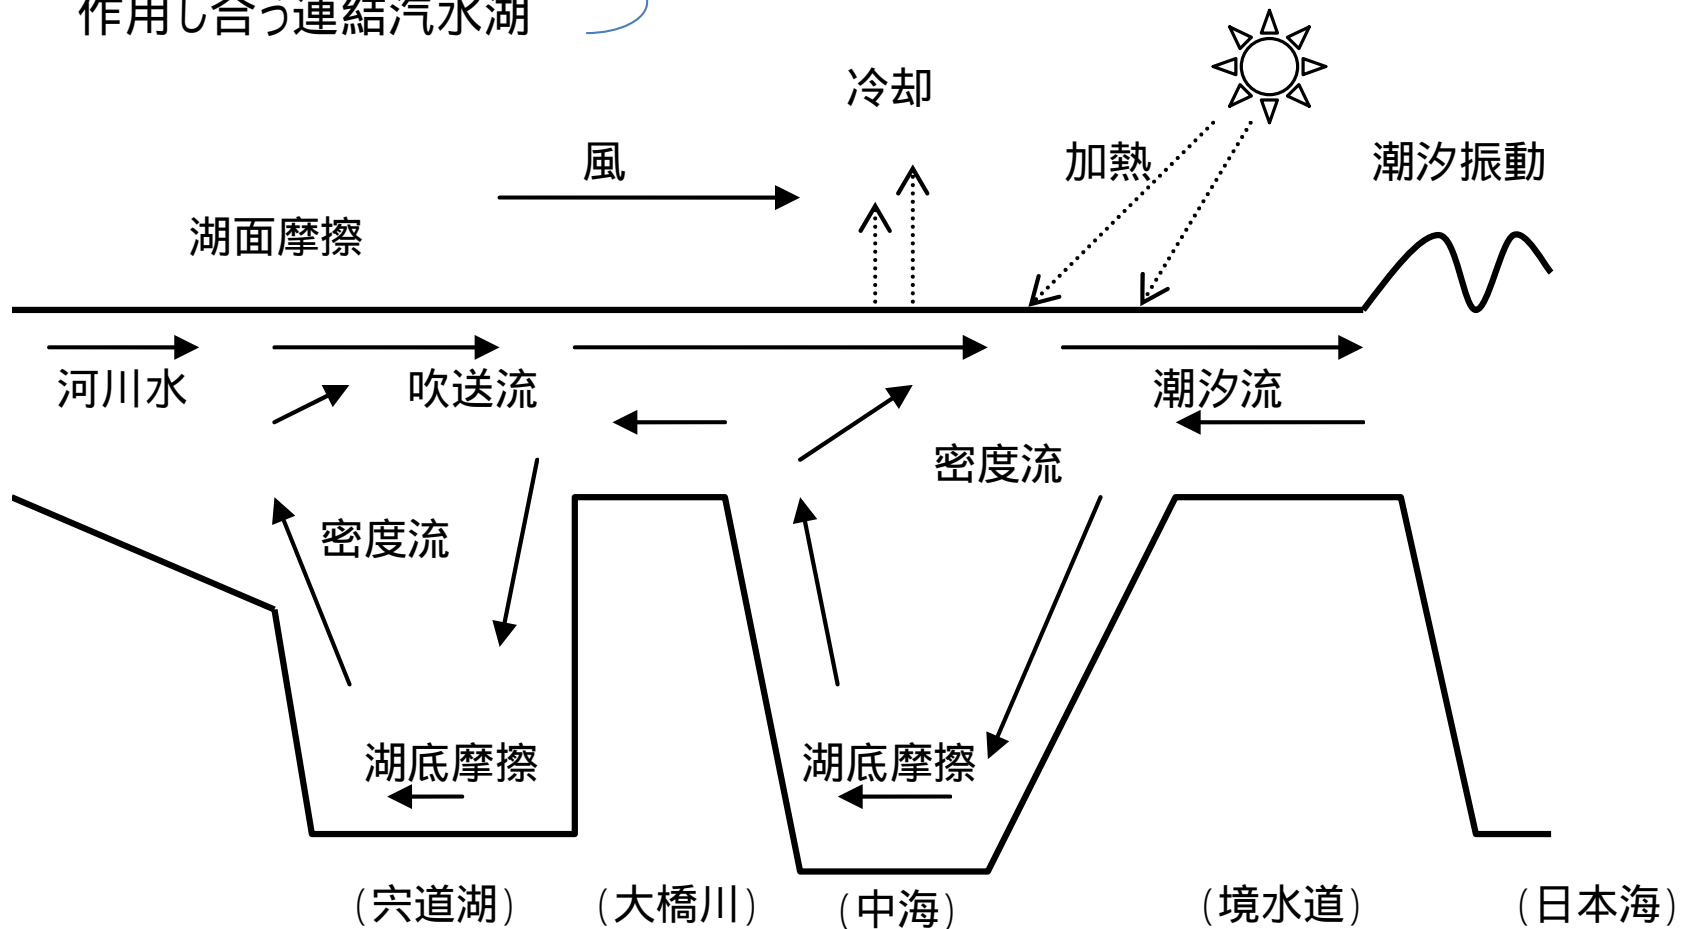 作用し合う連結汽水湖
冷却
風
加熱
潮汐振動
湖面摩擦
河川水
吹送流
潮汐流
密度流
密度流
湖底摩擦
湖底摩擦
(宍道湖)
(大橋川)
(中海)
(境水道)
(日本海)